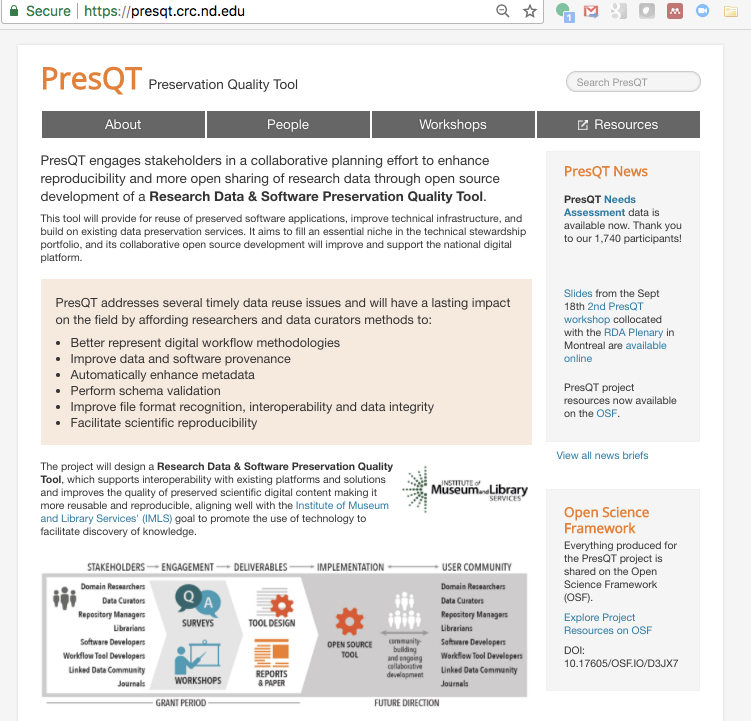 Secure | https://presqt.crc.nd.edu
1
PresQT Preservation Quality Tool
Search PresQT
About People Workshops Resources
PresQT engages stakeholders in a collaborative planning effort to enhance
reproducibility and more open sharing of research data through open source
development of a Research Data & Software Preservation Quality Tool.
This tool will provide for reuse of preserved software applications, improve technical infrastructure, and
build on existing data preservation services. It aims to fill an essential niche in the technical stewardship
portfolio, and its collaborative open source development will improve and support the national digital
platform.
PresQT addresses several timely data reuse issues and will have a lasting impact
on the field by affording researchers and data curators methods to:
• Better represent digital workflow methodologies
• Improve data and software provenance
• Automatically enhance metadata
• Perform schema validation
• Improve file format recognition, interoperability and data integrity
• Facilitate scientific reproducibility
The project will design a Research Data & Software Preservation Quality
Tool, which supports interoperability with existing platforms and solutions
and improves the quality of preserved scientific digital content making it
more reusable and reproducible, aligning well with the Institute of Museum
and Library Services' (IMLS) goal to promote the use of technology to
facilitate discovery of knowledge.
INSTITUTE of
Museum and Library
SERVICES
STAKEHOLDERS ENGAGEMENT DELIVERABLES IMPLEMENTATION USER COMMUNITY
Domain Researchers
Data Curators
Repository Managers
Librarians
Software Developers
Workflow Tool Developers
Linked Data Community
Journals
Q A
SURVEYS
WORKSHOPS
TOOL DESIGN
REPORTS
& PAPER
OPEN SOURCE
TOOL
community-
building
and ongoing
collaborative
development
Domain Researchers
Data Curators
Repository Managers
Librarians
Software Developers
Workflow Tool Developers
Linked Data Community
Journals
GRANT PERIOD FUTURE DIRECTION
PresQT News
PresQT Needs
Assessment data is
available now. Thank you
to our 1,740 participants!
Slides from the Sept
18th 2nd PresQT
workshop collocated
with the RDA Plenary in
Montreal are available
online
PresQT project
resources now available
on the OSF.
View all news briefs
Open Science
Framework
Everything produced for
the PresQT project is
shared on the Open
Science Framework
(OSF).
Explore Project
Resources on OSF
DOI:
10.17605/OSF.IO/D3JX7